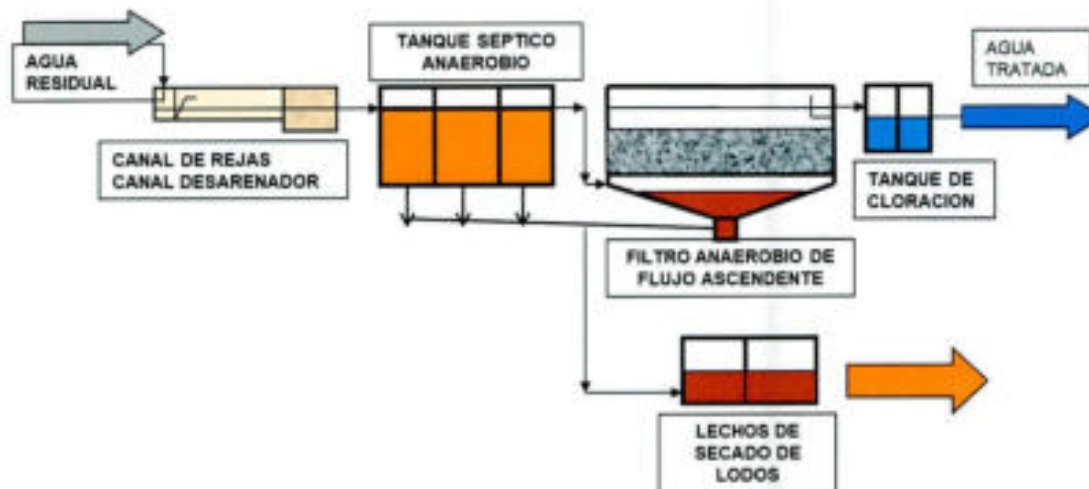 AGUA
RESIDUAL
CANAL DE REJAS
CANAL DESARENADOR
TANQUE SEPTICO
ANAEROBIO
FILTRO ANAEROBIO DE
FLUJO ASCENDENTE
TANQUE DE
CLORACION
AGUA
TRATADA
LECHOS DE
SECADO DE
LODOS